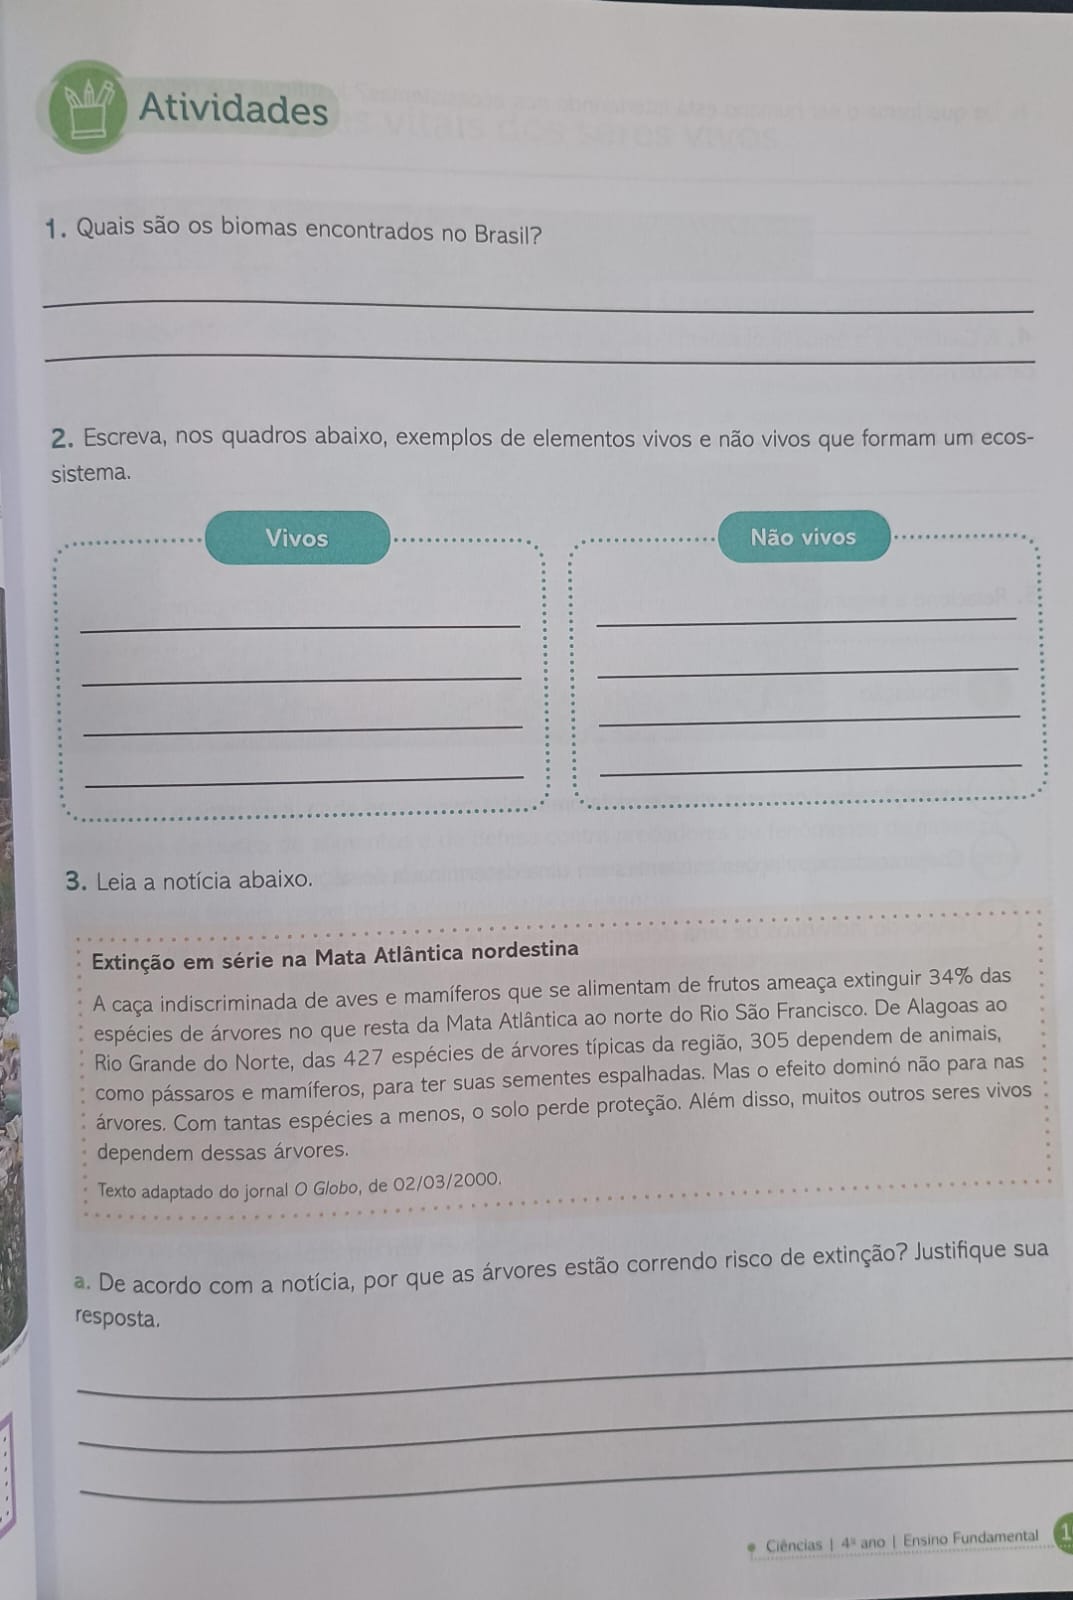 Atividades
1. Quais são os biomas encontrados no Brasil?
2. Escreva, nos quadros abaixo, exemplos de elementos vivos e não vivos que formam um ecos-
sistema.
Vivos
Não vivos
3. Leia a notícia abaixo.
Extinção em série na Mata Atlântica nordestina
A caça indiscriminada de aves e mamíferos que se alimentam de frutos ameaça extinguir 34% das
espécies de árvores no que resta da Mata Atlântica ao norte do Rio São Francisco. De Alagoas ao
Rio Grande do Norte, das 427 espécies de árvores típicas da região, 305 dependem de animais,
como pássaros e mamíferos, para ter suas sementes espalhadas. Mas o efeito dominó não para nas
árvores. Com tantas espécies a menos, o solo perde proteção. Além disso, muitos outros seres vivos
dependem dessas árvores.
Texto adaptado do jornal O Globo, de 02/03/2000.
a. De acordo com a notícia, por que as árvores estão correndo risco de extinção? Justifique sua
resposta.
Ciências | 4º ano | Ensino Fundamental